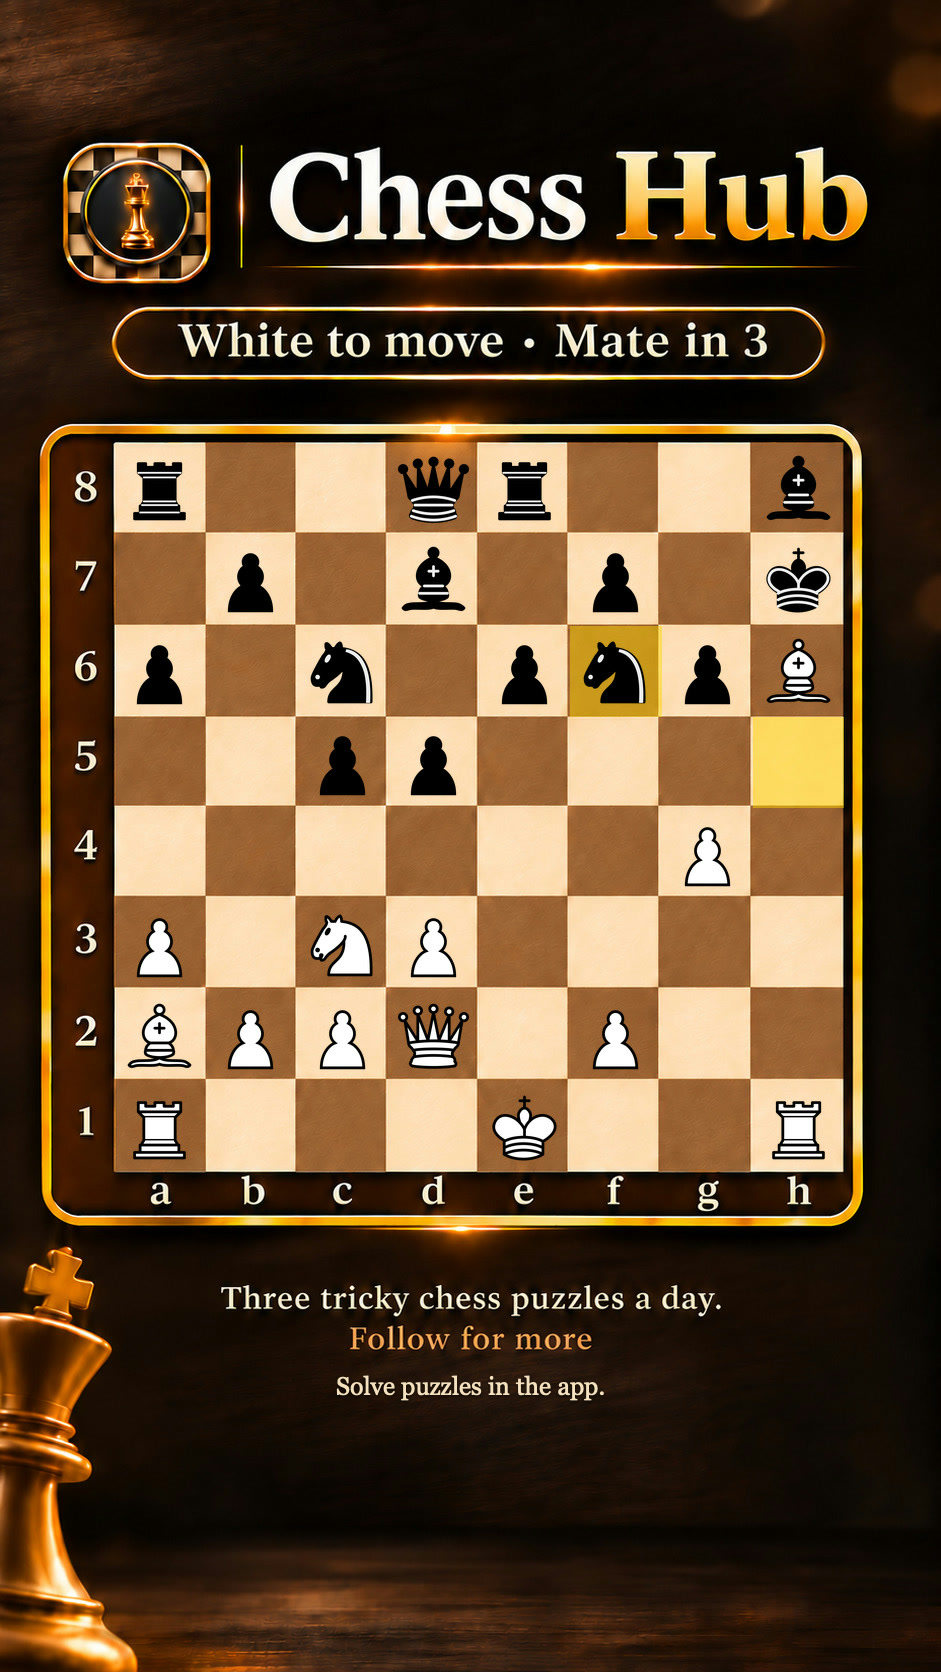 Chess Hub
White to move • Mate in 3
8
7
6
5
4
3
2
1
a b c d e f g h
Three tricky chess puzzles a day.
Follow for more
Solve puzzles in the app.